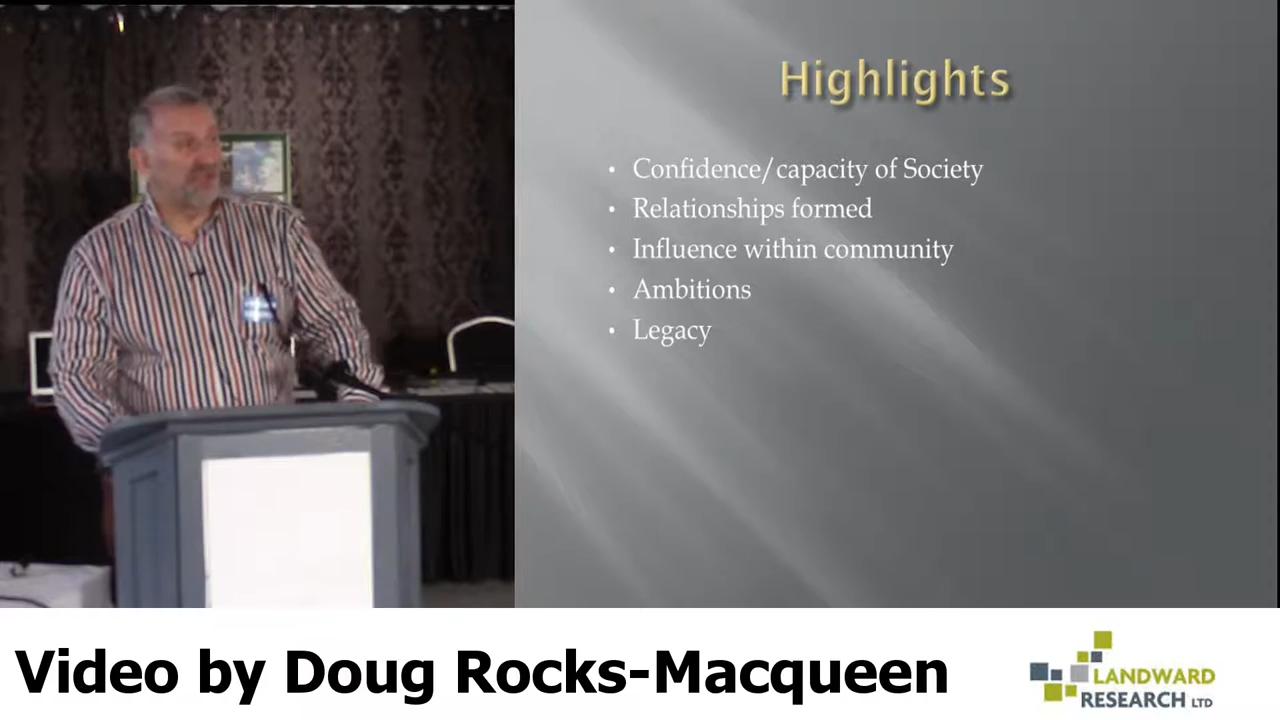 Highlights
• Confidence/capacity of Society
• Relationships formed
• Influence within community
• Ambitions
• Legacy
Video by Doug Rocks-Macqueen
LANDWARD
RESEARCH LTD